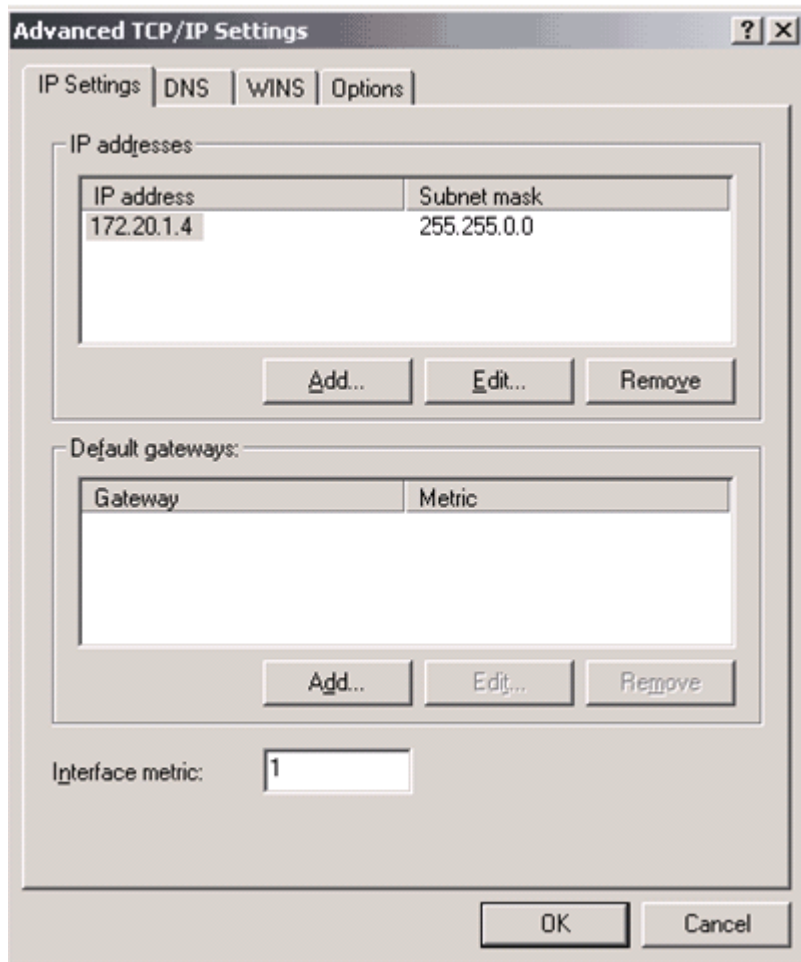 Advanced TCP/IP Settings
IP Settings DNS WINS Options
IP addresses
IP address Subnet mask
172.20.1.4 255.255.0.0
Add... Edit... Remove
Default gateways:
Gateway Metric
Add... Edit... Remove
Interface metric: 1
OK Cancel